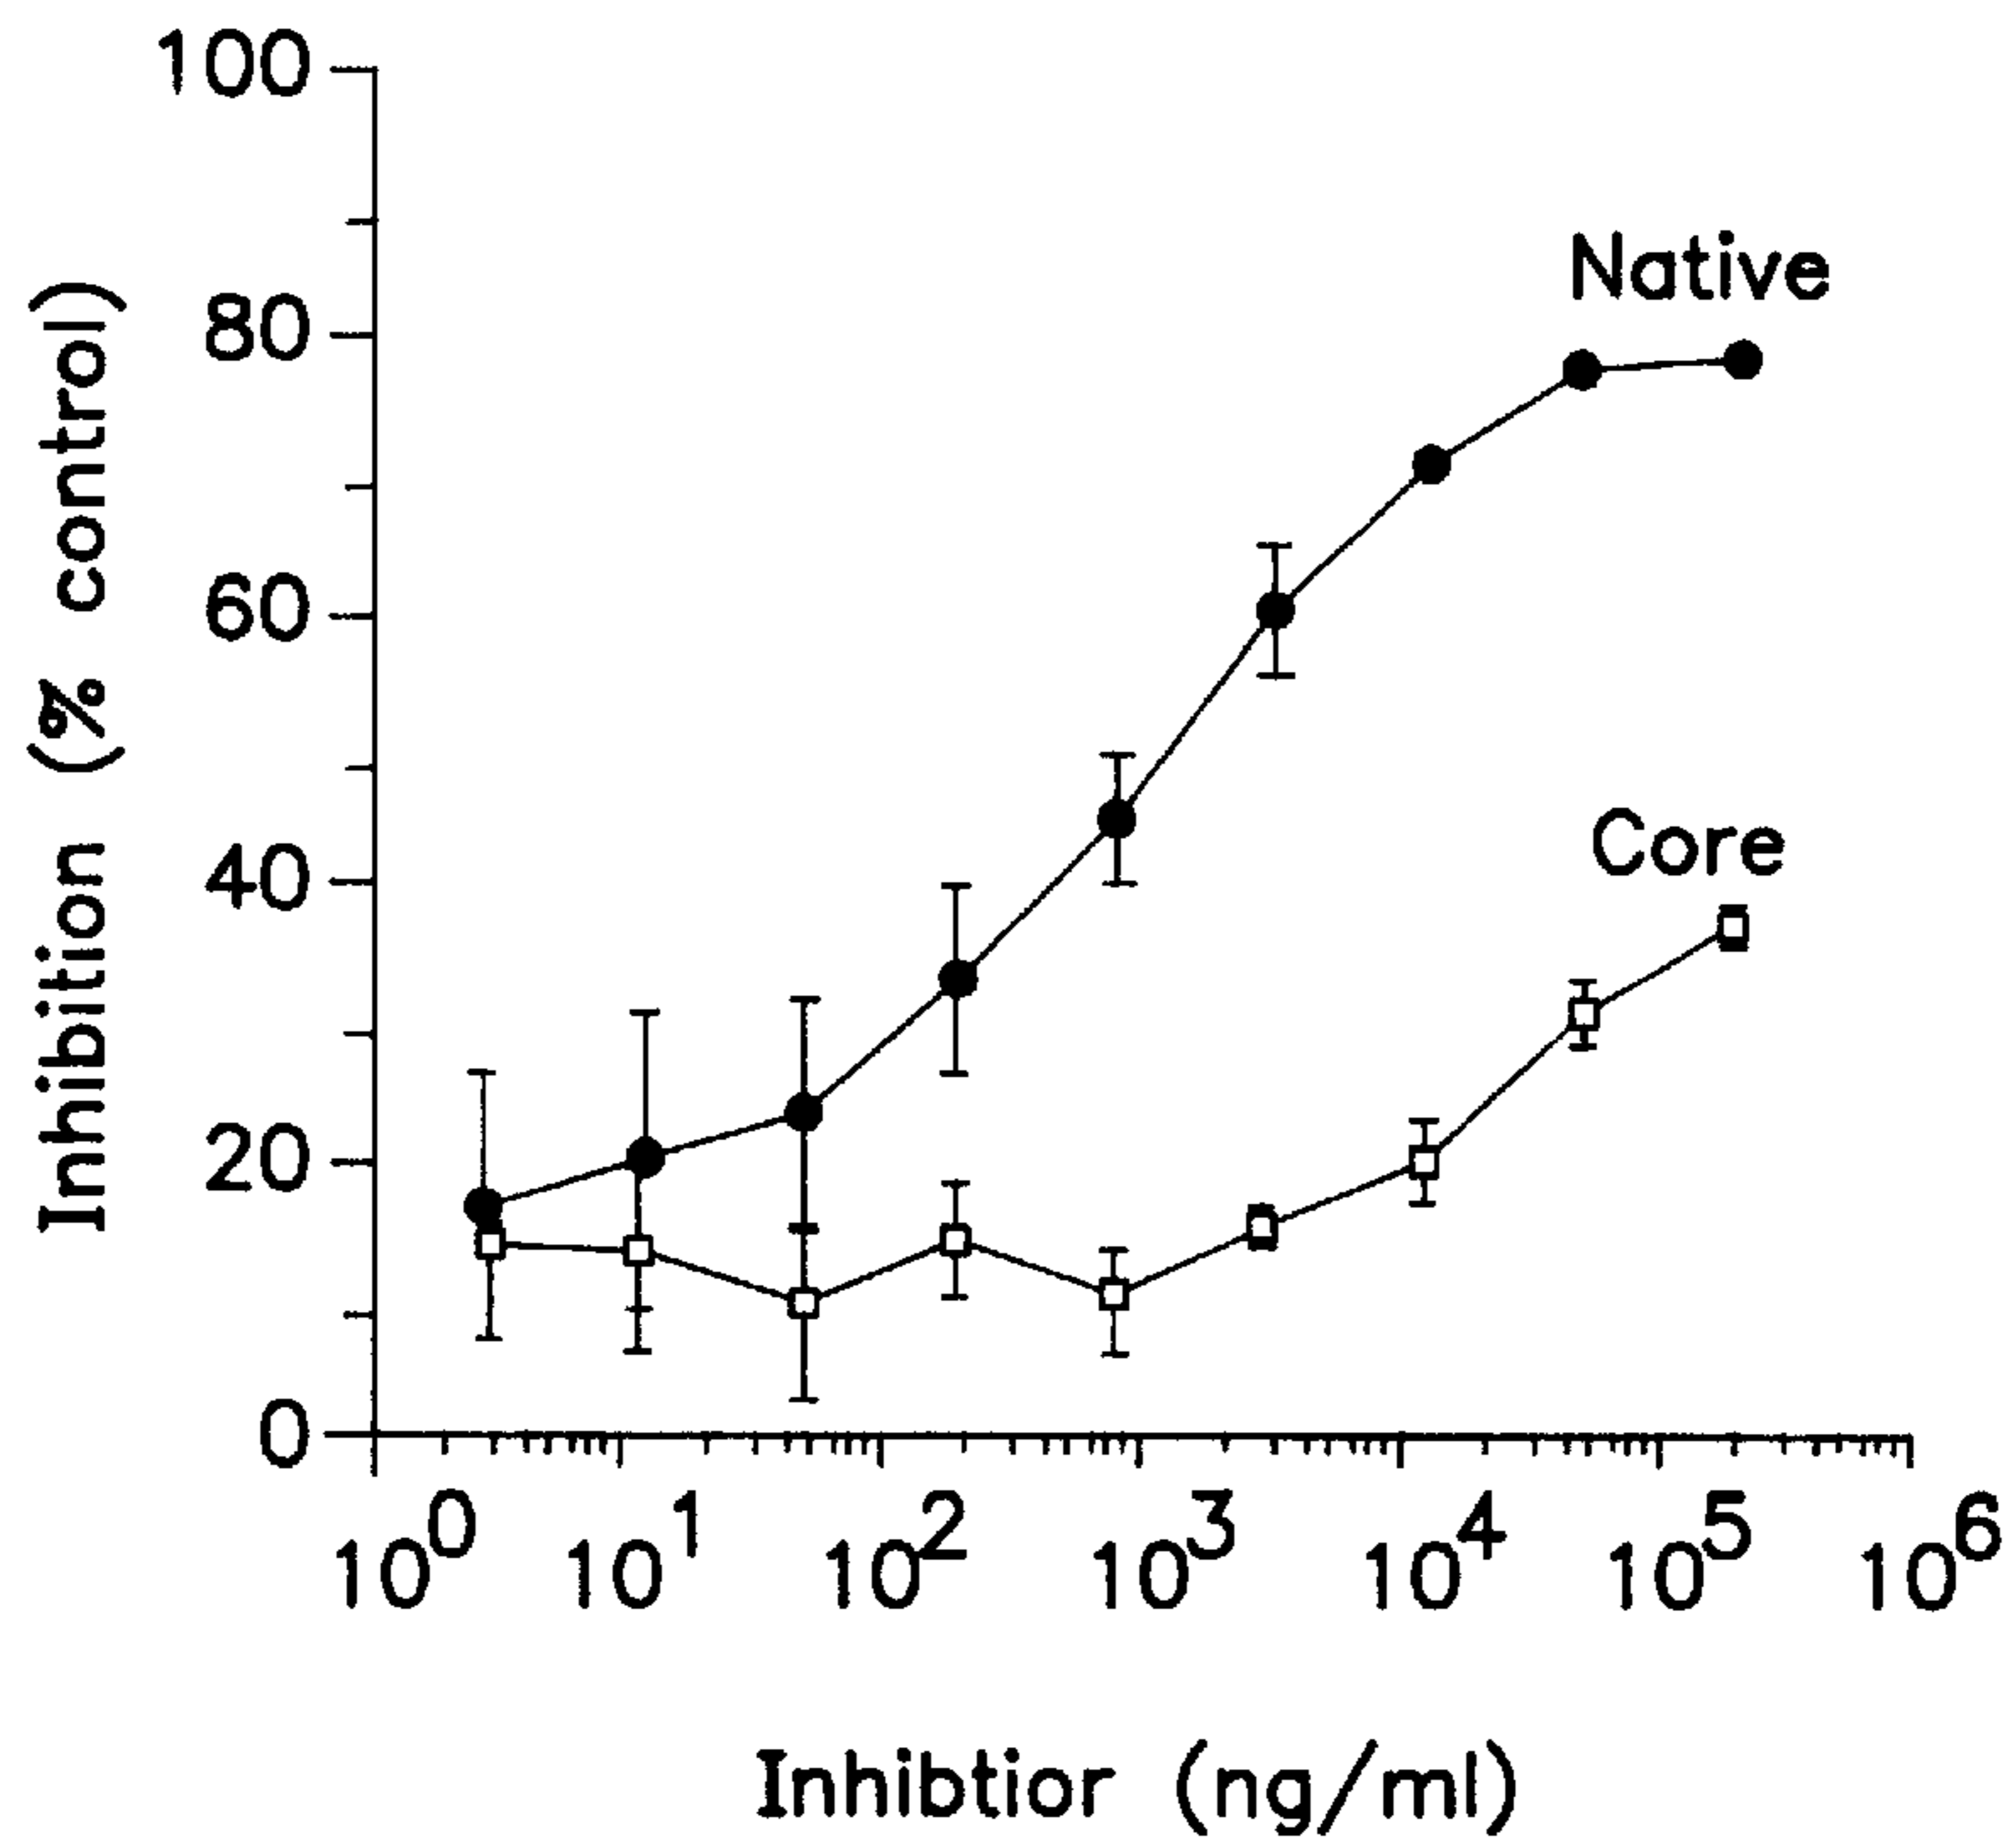 Inhibition (% control)
100
80
60
40
20
0
Native
Core
10^0 10^1 10^2 10^3 10^4 10^5 10^6
Inhibtior (ng/ml)